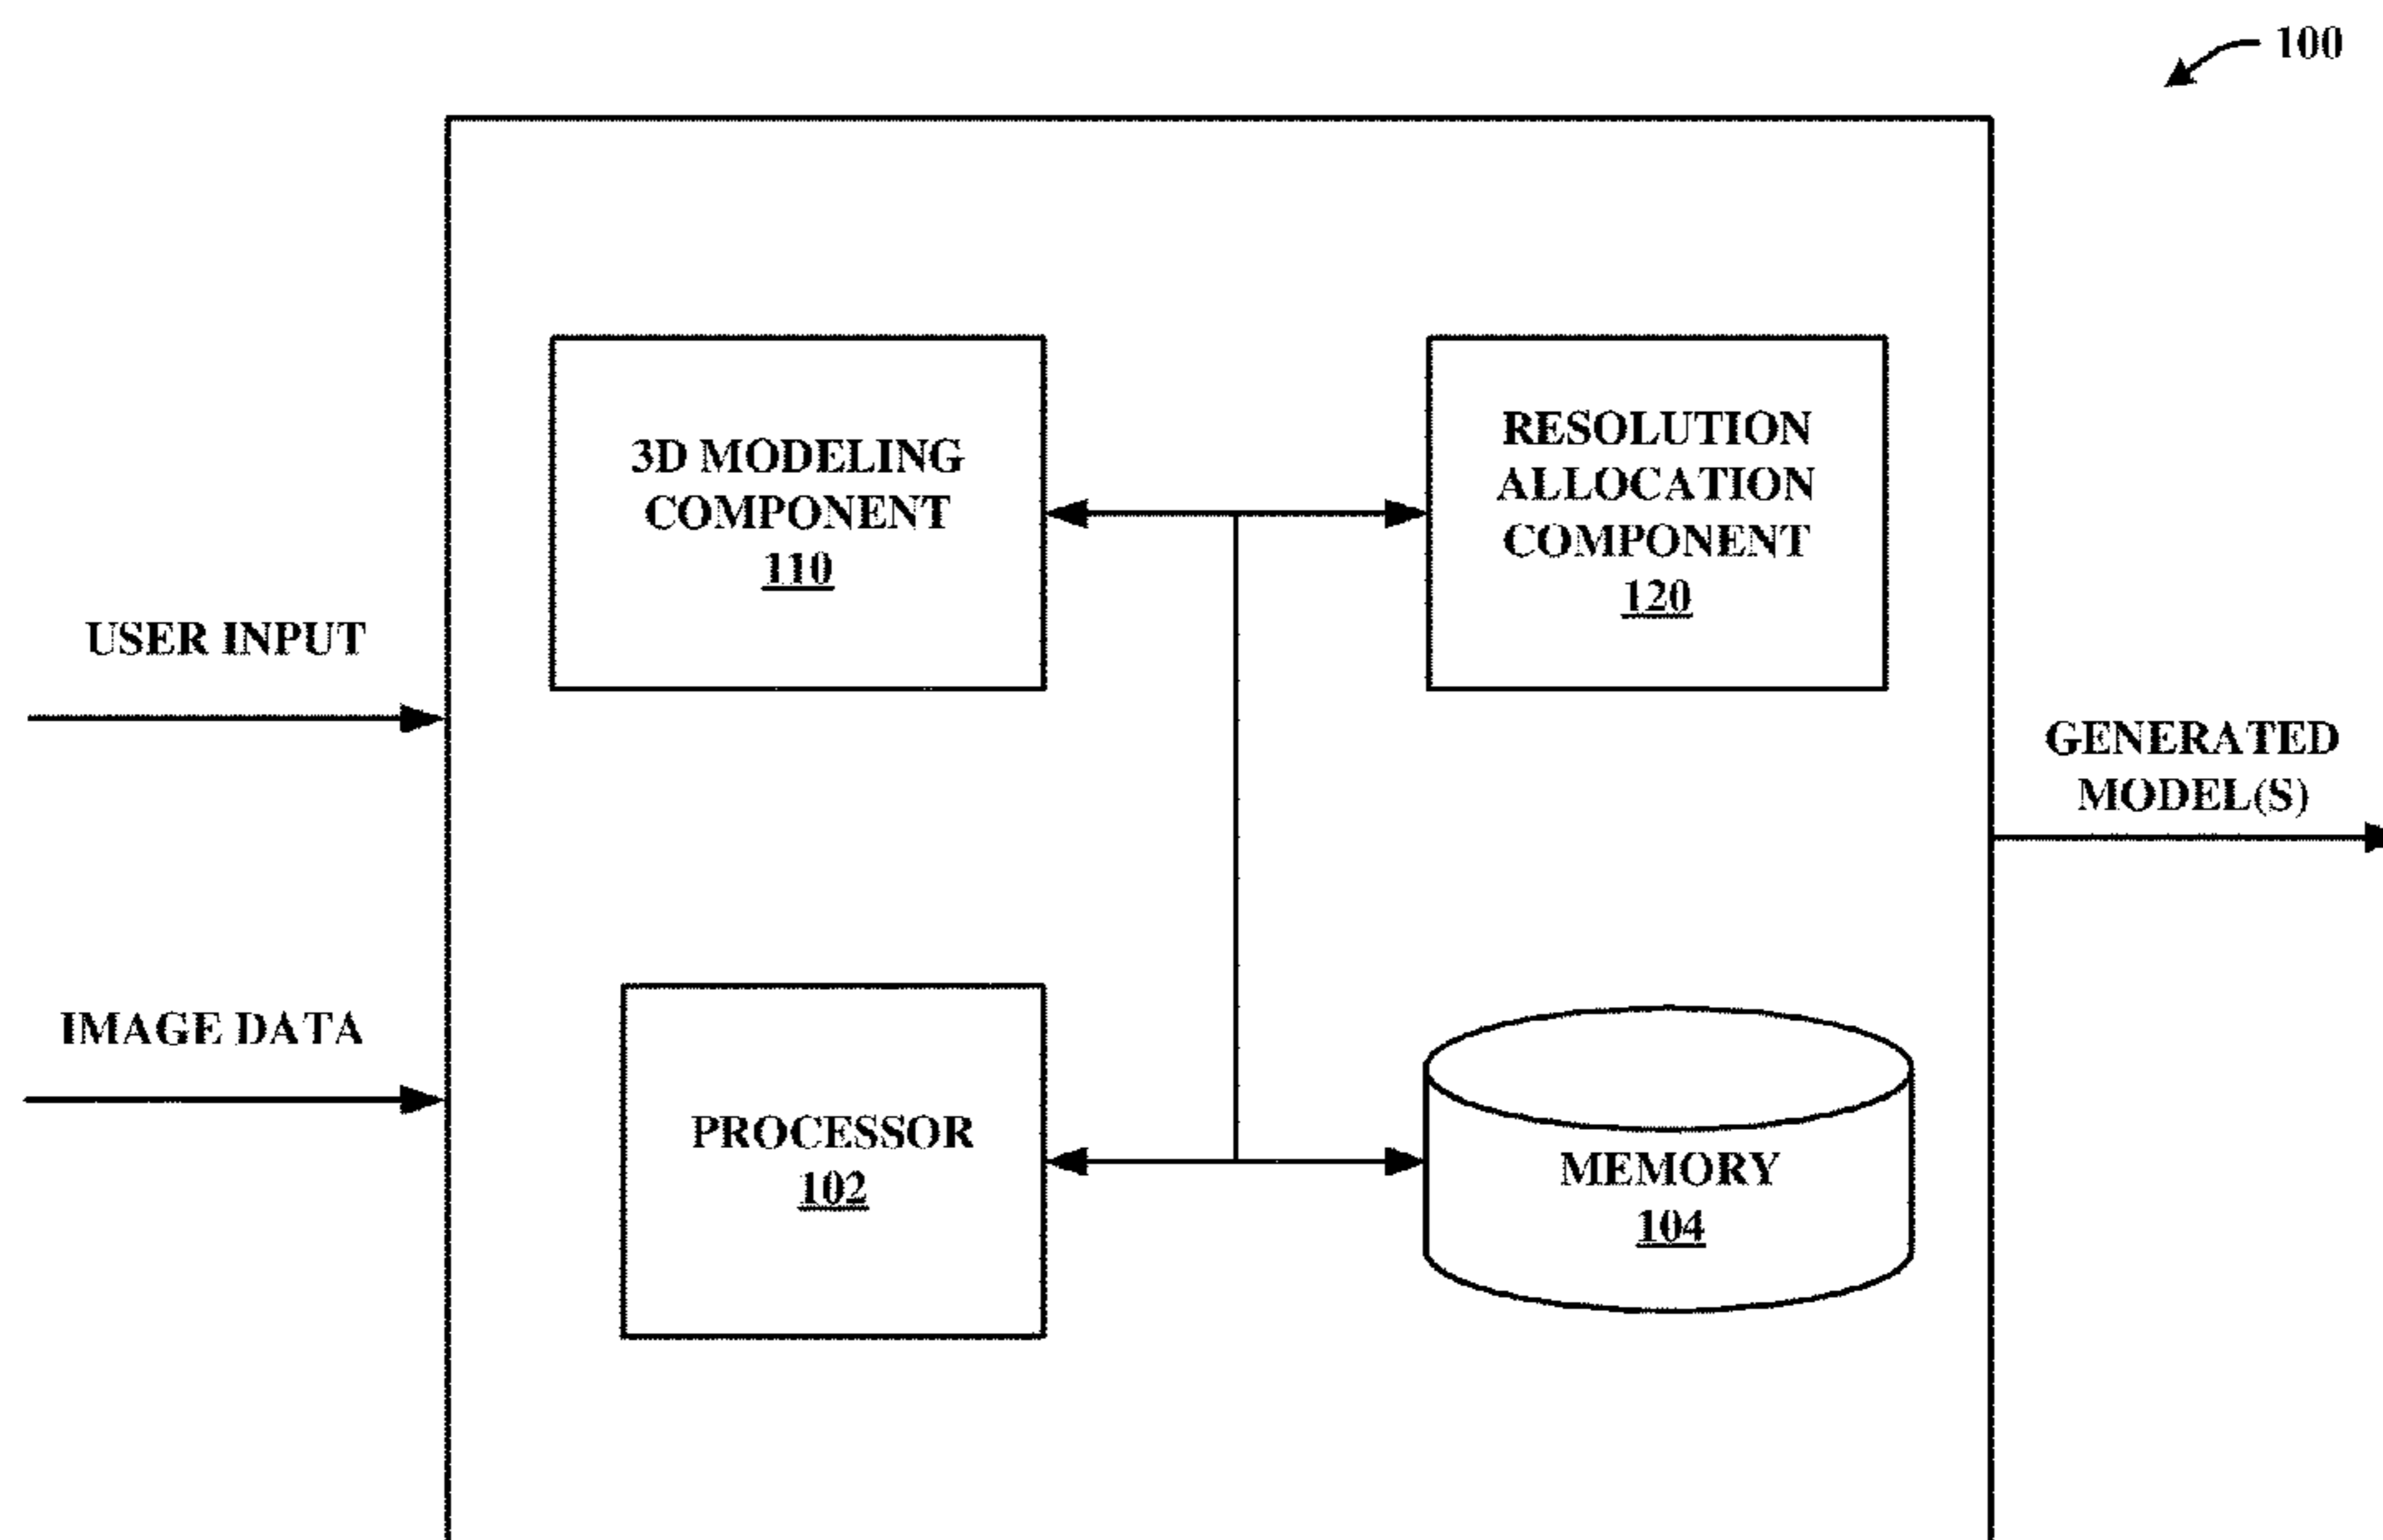 100
3D MODELING
COMPONENT
110
RESOLUTION
ALLOCATION
COMPONENT
120
USER INPUT
GENERATED
MODEL(S)
IMAGE DATA
PROCESSOR
102
MEMORY
104